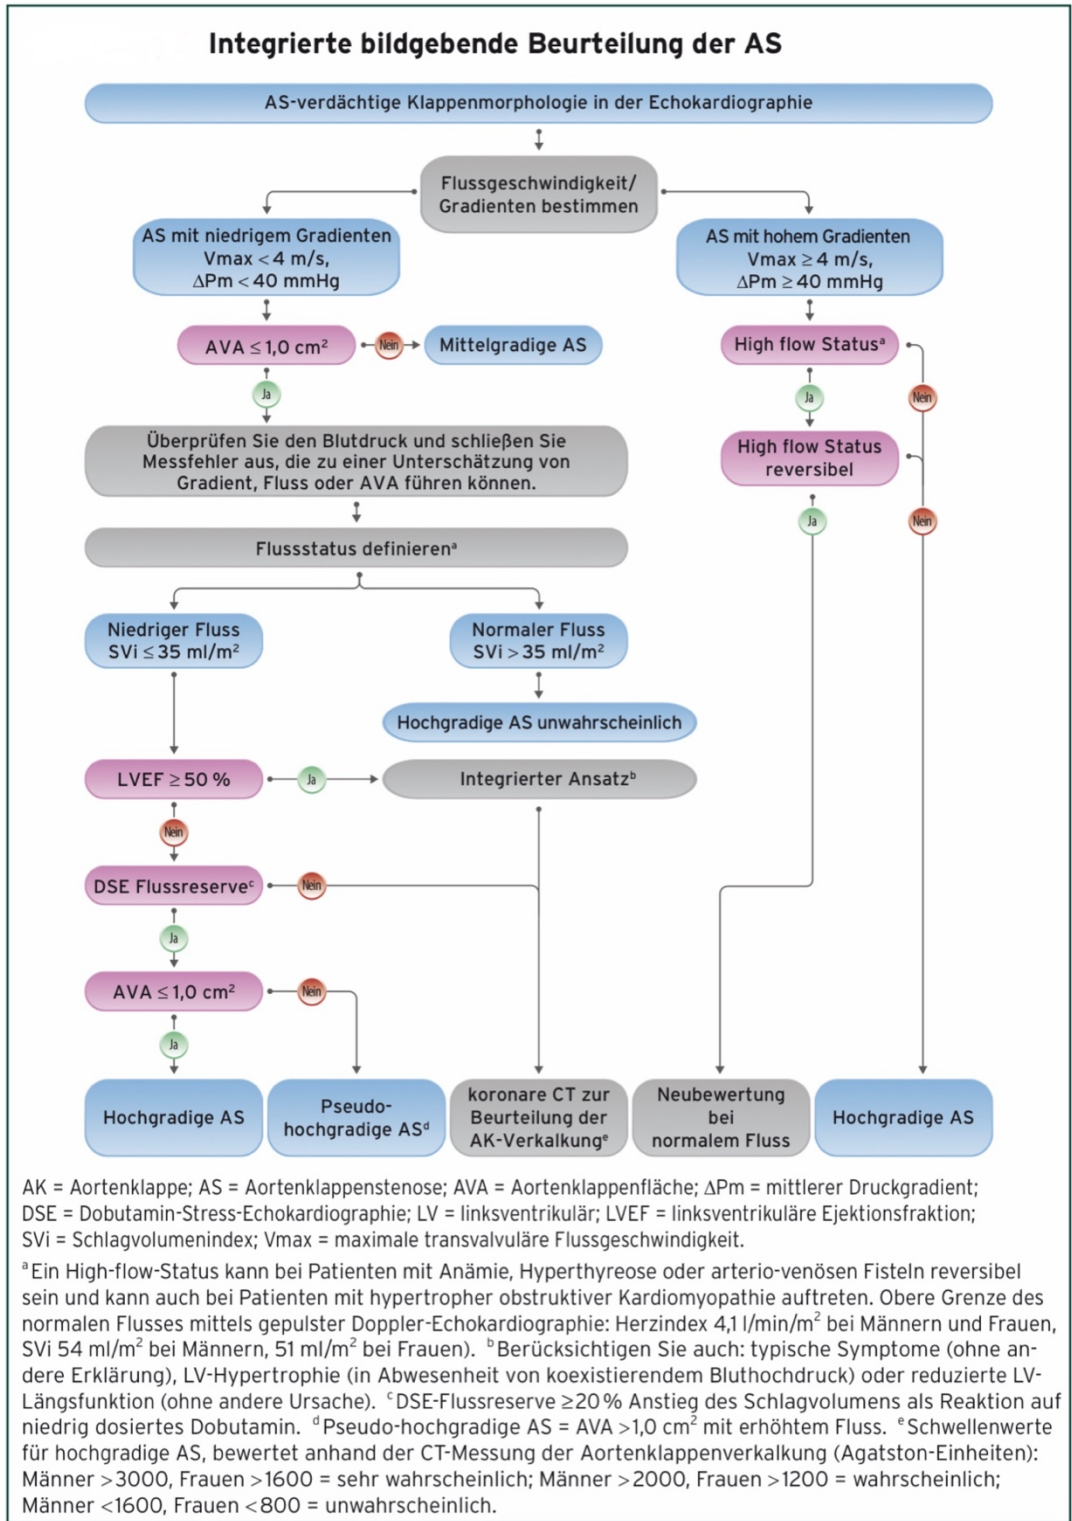 Integrierte bildgebende Beurteilung der AS
AS-verdächtige Klappenmorphologie in der Echokardiographie
Flussgeschwindigkeit/
Gradienten bestimmen
AS mit niedrigem Gradienten
Vmax < 4 m/s,
ΔPm < 40 mmHg
AS mit hohem Gradienten
Vmax ≥ 4 m/s,
ΔPm ≥ 40 mmHg
AVA ≤ 1,0 cm²
Nein
Mittelgradige AS
High flow Statusᵃ
Ja
Ja
Nein
Überprüfen Sie den Blutdruck und schließen Sie
Messfehler aus, die zu einer Unterschätzung von
Gradient, Fluss oder AVA führen können.
High flow Status
reversibel
Ja
Nein
Flussstatus definierenᵃ
Niedriger Fluss
SVi ≤ 35 ml/m²
Normaler Fluss
SVi > 35 ml/m²
Hochgradige AS unwahrscheinlich
LVEF ≥ 50 %
Ja
Integrierter Ansatzᵇ
Nein
DSE Flussreserveᶜ
Nein
Ja
AVA ≤ 1,0 cm²
Nein
Ja
Hochgradige AS
Pseudo-
hochgradige ASᵈ
koronare CT zur
Beurteilung der
AK-Verkalkungᵉ
Neubewertung
bei
normalem Fluss
Hochgradige AS
AK = Aortenklappe; AS = Aortenklappenstenose; AVA = Aortenklappenfläche; ΔPm = mittlerer Druckgradient;
DSE = Dobutamin-Stress-Echokardiographie; LV = linksventrikulär; LVEF = linksventrikuläre Ejektionsfraktion;
SVi = Schlagvolumenindex; Vmax = maximale transvalvuläre Flussgeschwindigkeit.
ᵃ Ein High-flow-Status kann bei Patienten mit Anämie, Hyperthyreose oder arterio-venösen Fisteln reversibel
sein und kann auch bei Patienten mit hypertropher obstruktiver Kardiomyopathie auftreten. Obere Grenze des
normalen Flusses mittels gepulster Doppler-Echokardiographie: Herzindex 4,1 l/min/m² bei Männern und Frauen,
SVi 54 ml/m² bei Männern, 51 ml/m² bei Frauen). ᵇ Berücksichtigen Sie auch: typische Symptome (ohne an-
dere Erklärung), LV-Hypertrophie (in Abwesenheit von koexistierendem Bluthochdruck) oder reduzierte LV-
Längsfunktion (ohne andere Ursache). ᶜ DSE-Flussreserve ≥20 % Anstieg des Schlagvolumens als Reaktion auf
niedrig dosiertes Dobutamin. ᵈ Pseudo-hochgradige AS = AVA >1,0 cm² mit erhöhtem Fluss. ᵉ Schwellenwerte
für hochgradige AS, bewertet anhand der CT-Messung der Aortenklappenverkalkung (Agatston-Einheiten):
Männer >3000, Frauen >1600 = sehr wahrscheinlich; Männer >2000, Frauen >1200 = wahrscheinlich;
Männer <1600, Frauen <800 = unwahrscheinlich.